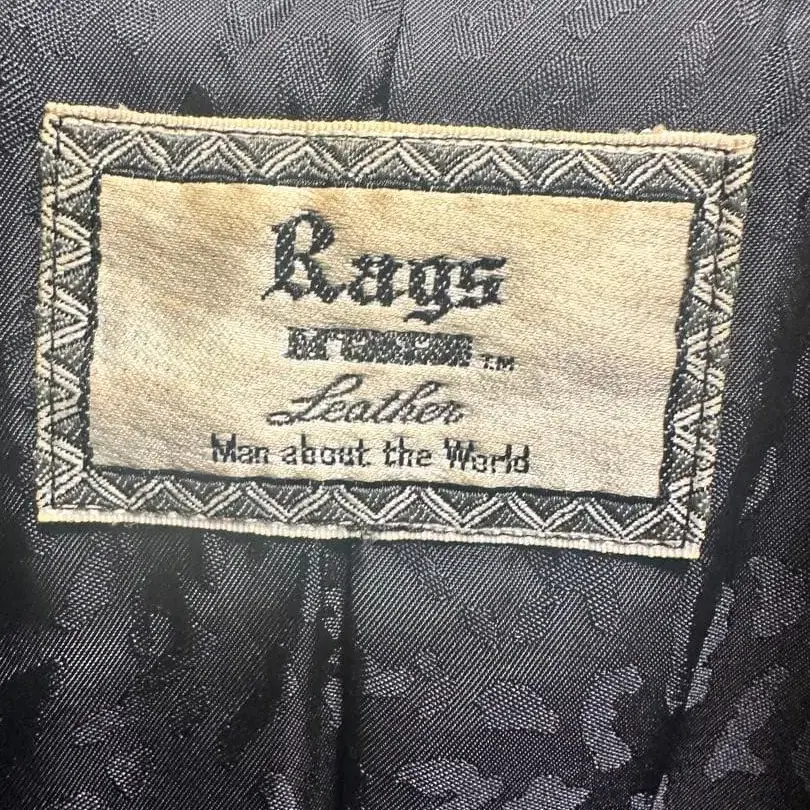 Rags
T.M
Leather
Man about the World